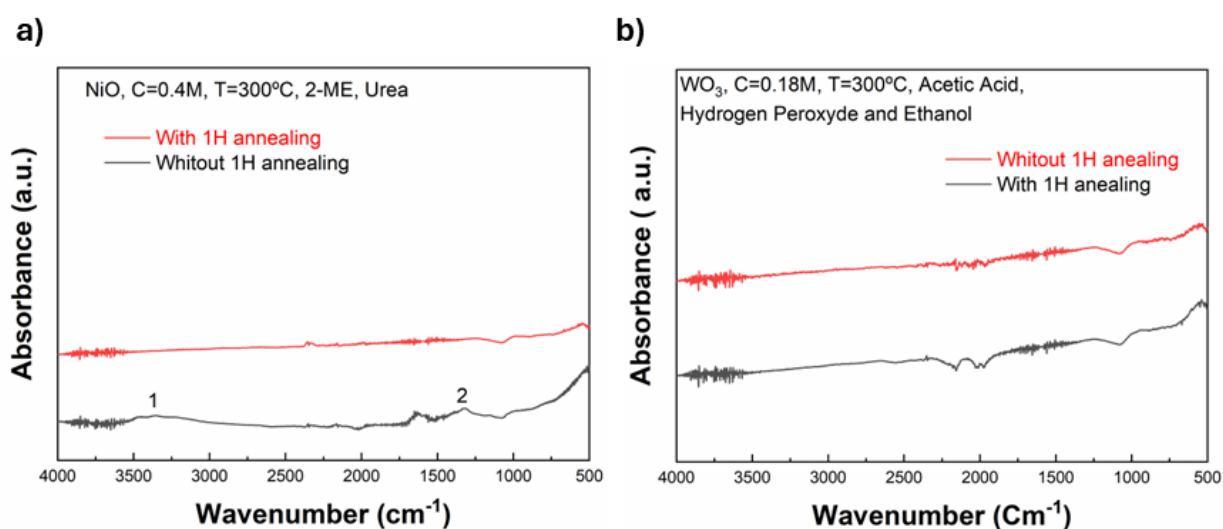 a)
NiO, C=0.4M, T=300ºC, 2-ME, Urea
With 1H annealing
Whitout 1H annealing
1
2
Absorbance (a.u.)
4000 3500 3000 2500 2000 1500 1000 500
Wavenumber (cm-1)
b)
WO3, C=0.18M, T=300ºC, Acetic Acid,
Hydrogen Peroxyde and Ethanol
Whitout 1H anealing
With 1H anealing
Absorbance ( a.u.)
4000 3500 3000 2500 2000 1500 1000 500
Wavenumber (Cm-1)